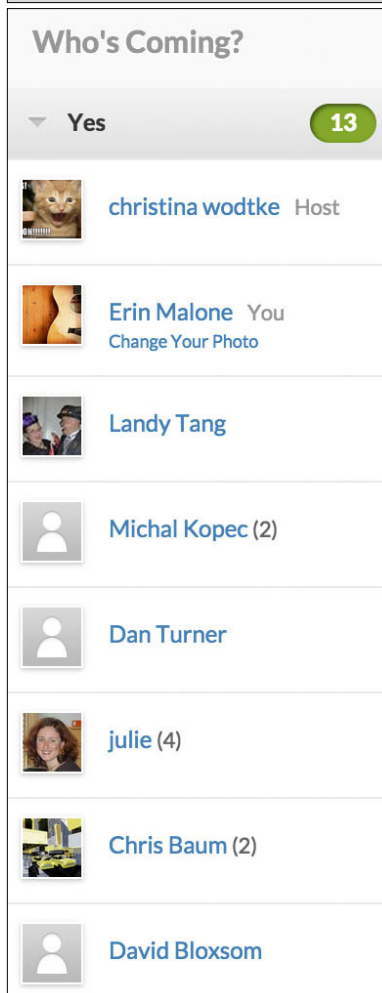 Who's Coming?
Yes 13
christina wodtke Host
Erin Malone You
Change Your Photo
Landy Tang
Michal Kopec (2)
Dan Turner
julie (4)
Chris Baum (2)
David Bloxsom